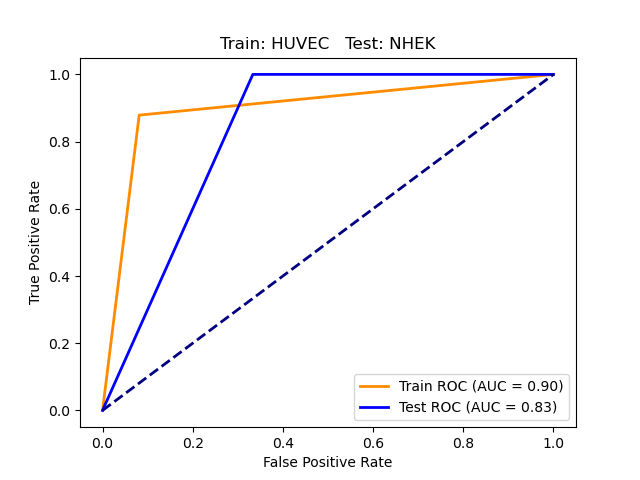 Train: HUVEC   Test: NHEK
True Positive Rate
1.0
0.8
0.6
0.4
0.2
0.0
Train ROC (AUC = 0.90)
Test ROC (AUC = 0.83)
0.0 0.2 0.4 0.6 0.8 1.0
False Positive Rate